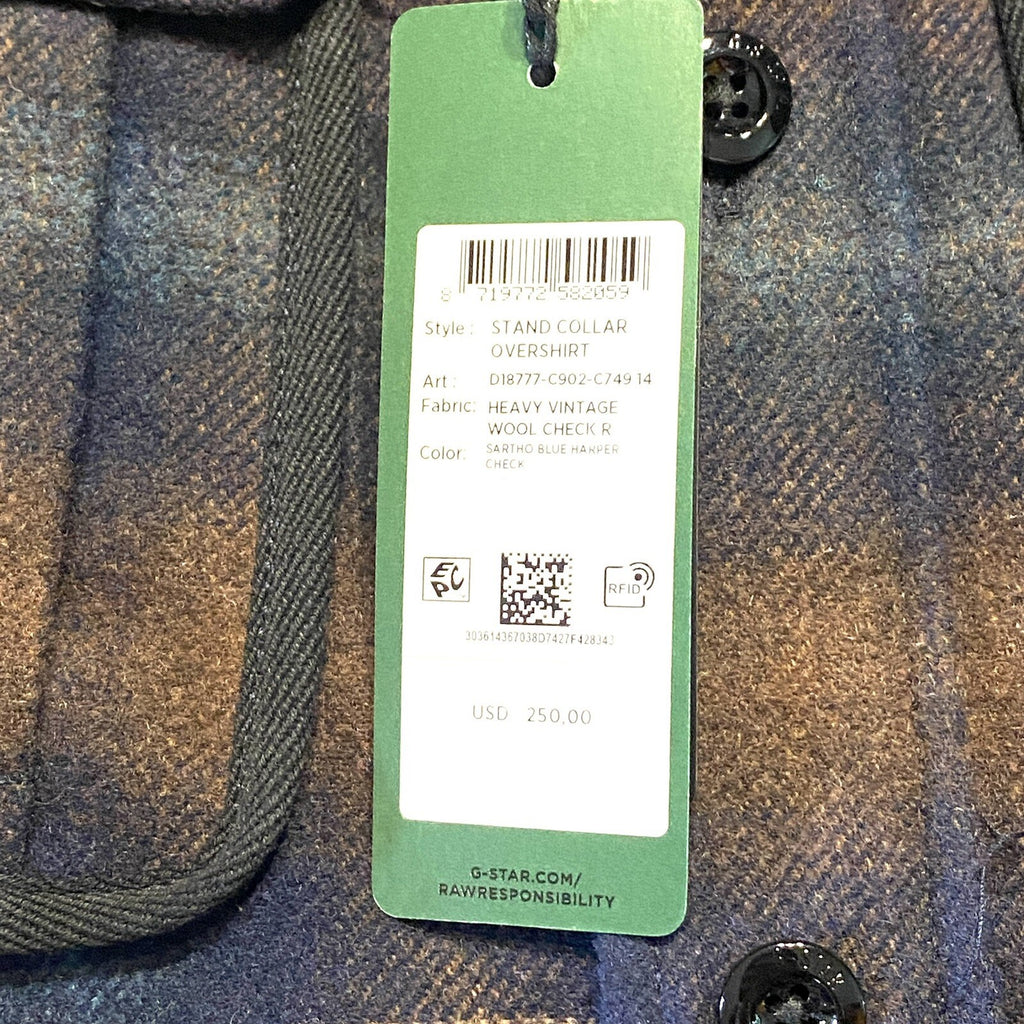 8 719772 582059
Style : STAND COLLAR
OVERSHIRT
Art : D18777-C902-C749 14
Fabric: HEAVY VINTAGE
WOOL CHECK R
Color: SARTHO BLUE HARPER
CHECK
EPC
RFID
303614367038D7427F428343
USD 250,00
G-STAR.COM/
RAWRESPONSIBILITY